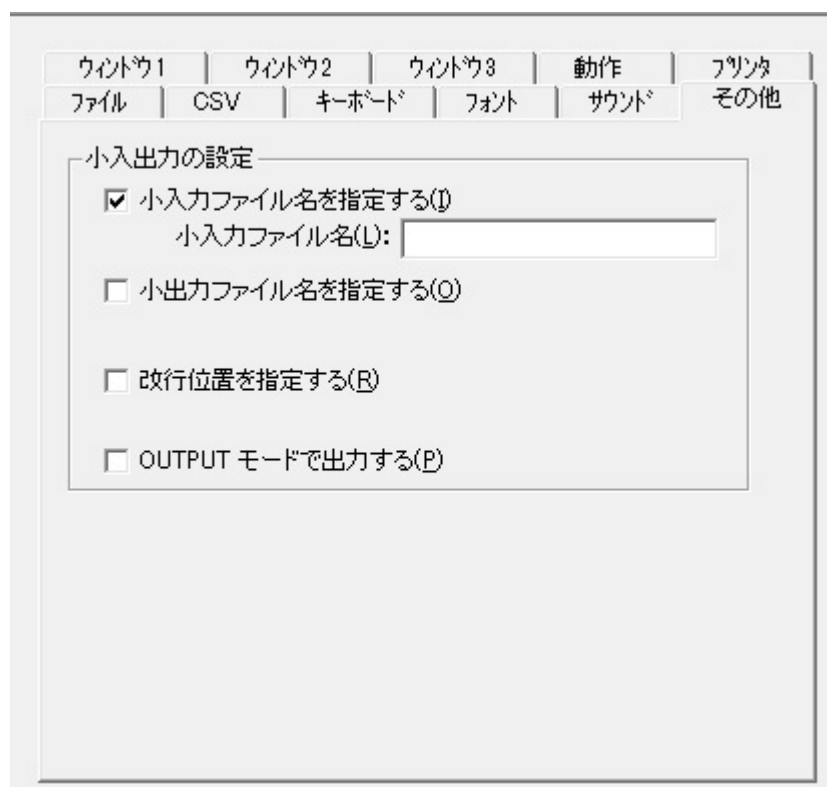 ｳｨﾝﾄﾞｳ1 ｳｨﾝﾄﾞｳ2 ｳｨﾝﾄﾞｳ3 動作 ﾌﾟﾘﾝﾀ
ﾌｧｲﾙ CSV ｷｰﾎﾞｰﾄﾞ ﾌｫﾝﾄ ｻｳﾝﾄﾞ その他
小入出力の設定
小入力ファイル名を指定する(I)
小入力ファイル名(L):
小出力ファイル名を指定する(O)
改行位置を指定する(R)
OUTPUT モードで出力する(P)